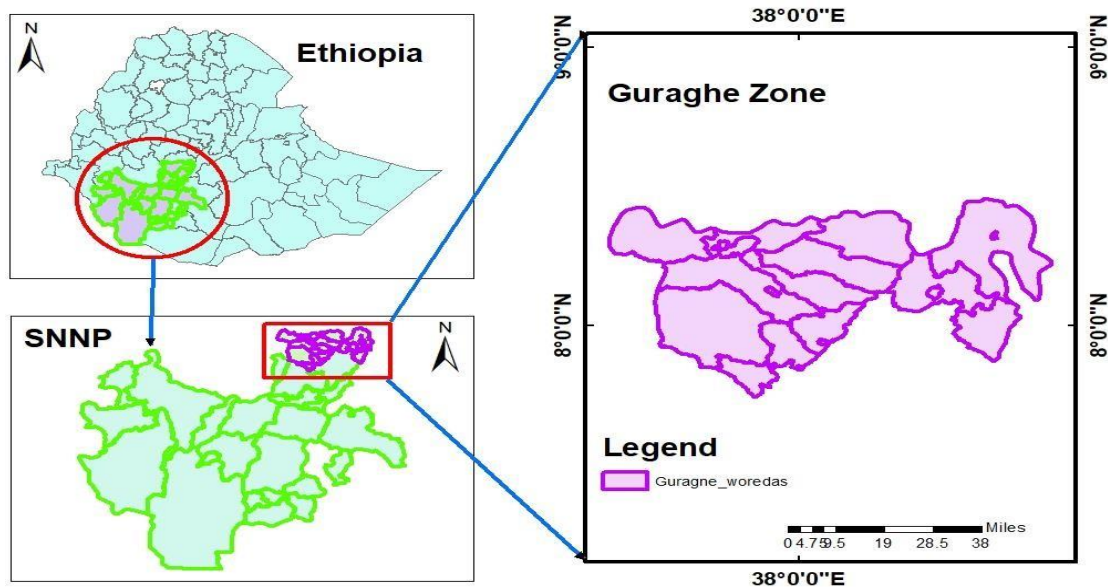 N
Ethiopia
SNNP
N
38°0'0"E
9°0'0"N
9°0'0"N
Guraghe Zone
8°0'0"N
8°0'0"N
Legend
Guragne_woredas
Miles
0 4.75 9.5 19 28.5 38
38°0'0"E